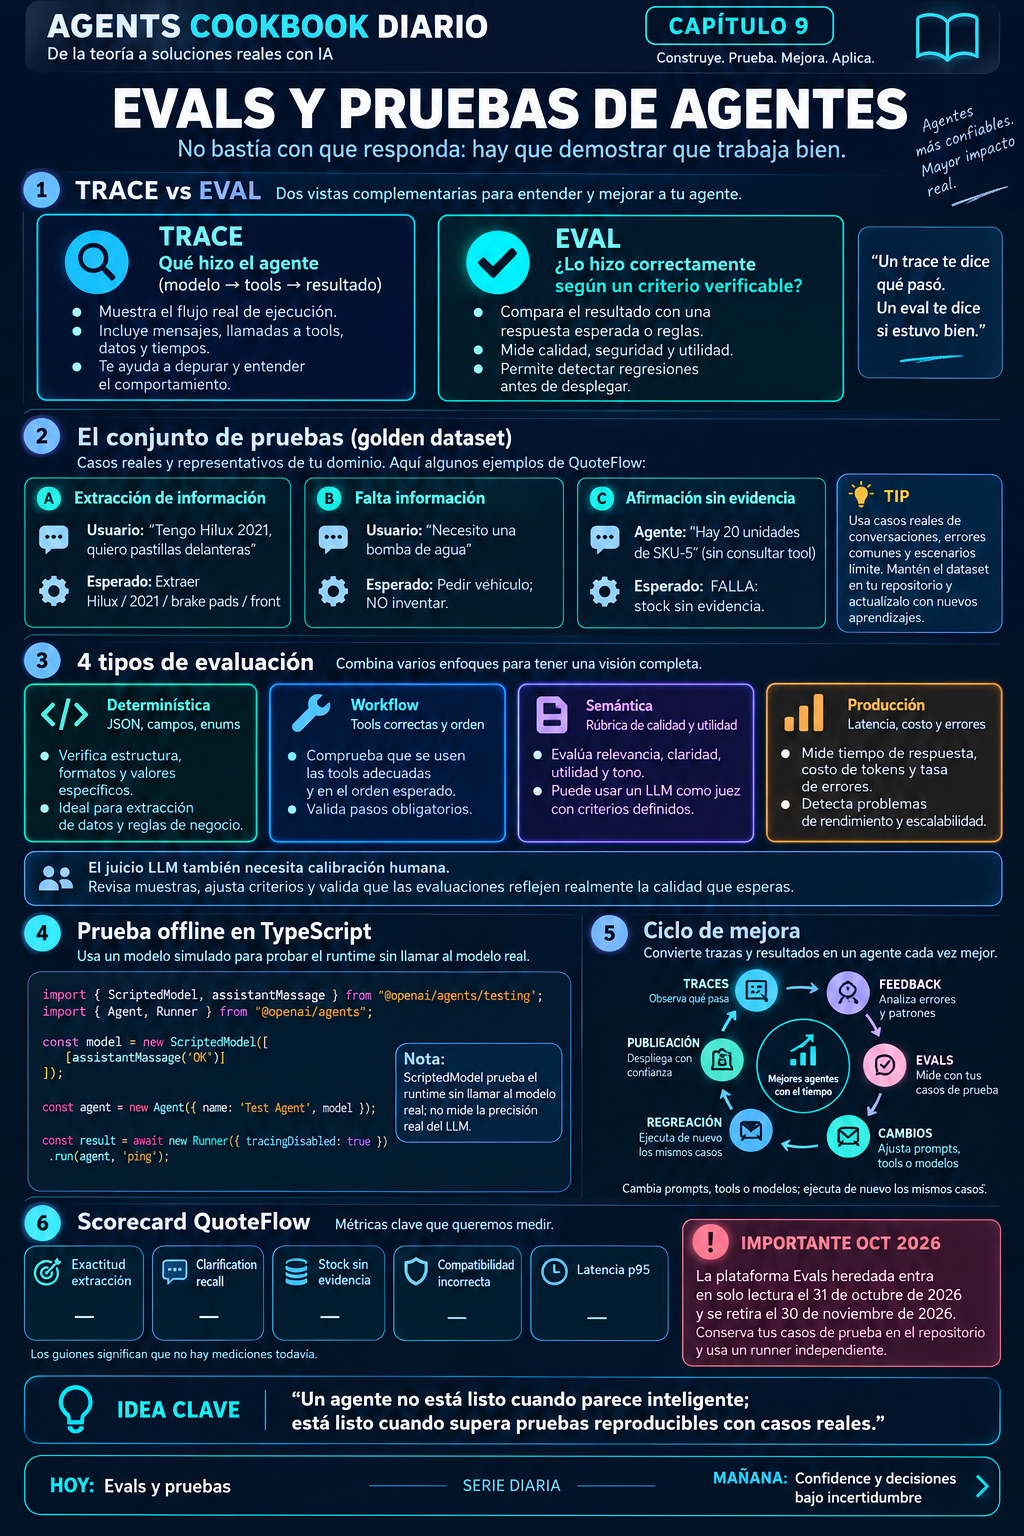 AGENTS COOKBOOK DIARIO
De la teoría a soluciones reales con IA
CAPÍTULO 9
Construye. Prueba. Mejora. Aplica.
EVALS Y PRUEBAS DE AGENTES
No bastía con que responda: hay que demostrar que trabaja bien.
Agentes
más confiables.
Mayor impacto
real.
1 TRACE vs EVAL Dos vistas complementarias para entender y mejorar a tu agente.
TRACE
Qué hizo el agente
(modelo → tools → resultado)
Muestra el flujo real de ejecución.
Incluye mensajes, llamadas a tools,
datos y tiempos.
Te ayuda a depurar y entender
el comportamiento.
EVAL
¿Lo hizo correctamente
según un criterio verificable?
Compara el resultado con una
respuesta esperada o reglas.
Mide calidad, seguridad y utilidad.
Permite detectar regresiones
antes de desplegar.
“Un trace te dice
qué pasó.
Un eval te dice
si estuvo bien.”
2 El conjunto de pruebas (golden dataset)
Casos reales y representativos de tu dominio. Aquí algunos ejemplos de QuoteFlow:
A Extracción de información
Usuario: “Tengo Hilux 2021,
quiero pastillas delanteras”
Esperado: Extraer
Hilux / 2021 / brake pads / front
B Falta información
Usuario: “Necesito una
bomba de agua”
Esperado: Pedir véhículo;
NO inventar.
C Afirmación sin evidencia
Agente: “Hay 20 unidades
de SKU-5” (sin consultar tool)
Esperado: FALLA:
stock sin evidencia.
TIP
Usa casos reales de
conversaciones, errores
comunes y escenarios
límite. Mantén el dataset
en tu repositorio y
actualízalo con nuevos
aprendizajes.
3 4 tipos de evaluación Combina varios enfoques para tener una visión completa.
Determinística
JSON, campos, enums
Verifica estructura,
formatos y valores
específicos.
Ideal para extracción
de datos y reglas de negocio.
Workflow
Tools correctas y orden
Comprueba que se usen
las tools adecuadas
y en el orden esperado.
Valida pasos obligatorios.
Semántica
Rúbrica de calidad y utilidad
Evalúa relevancia, claridad,
utilidad y tono.
Puede usar un LLM como juez
con criterios definidos.
Producción
Latencia, costo y errores
Mide tiempo de respuesta,
costo de tokens y tasa
de errores.
Detecta problemas
de rendimiento y escalabilidad.
El juicio LLM también necesita calibración humana.
Revisa muestras, ajusta criterios y valida que las evaluaciones reflejen realmente la calidad que esperas.
4 Prueba offline en TypeScript
Usa un modelo simulado para probar el runtime sin llamar al modelo real.
import { ScriptedModel, assistantMassage } from "@openai/agents/testing';
import { Agent, Runner } from "@openai/agents";
const model = new ScriptedModel([
[assistantMassage('OK")]
]);
const agent = new Agent({ name: 'Test Agent', model });
const result = await new Runner({ tracingDisabled: true })
.run(agent, 'ping');
Nota:
ScriptedModel prueba el
runtime sin llamar al modelo
real; no mide la precisión
real del LLM.
5 Ciclo de mejora
Convierte trazas y resultados en un agente cada vez mejor.
TRACES
Observa qué pasa
FEEDBACK
Analiza errores
y patrones
EVALS
Mide con tus
casos de prueba
CAMBIOS
Ajusta prompts,
tools o modelos
REGREACIÓN
Ejecuta de nuevo
los mismos casos
Despliega con
confianza
Mejores agentes
con el tiempo
Cambia prompts, tools o modelos; ejecuta de nuevo los mismos casos.
6 Scorecard QuoteFlow Métricas clave que queremos medir.
Exactitud
extracción
—
Clarification
recall
—
Stock sin
evidencia
—
Compatibilidad
incorrecta
—
Latencia p95
—
Los guiones significan que no hay mediciones todavía.
! IMPORTANTE OCT 2026
La plataforma Evals heredada entra
en solo lectura el 31 de octubre de 2026
y se retira el 30 de noviembre de 2026.
Conserva tus casos de prueba en el repositorio
y usa un runner independiente.
IDEA CLAVE
“Un agente no está listo cuando parece inteligente;
está listo cuando supera pruebas reproducibles con casos reales.”
HOY: Evals y pruebas
SERIE DIARIA
MAÑANA: Confidence y decisiones
bajo incertidumbre